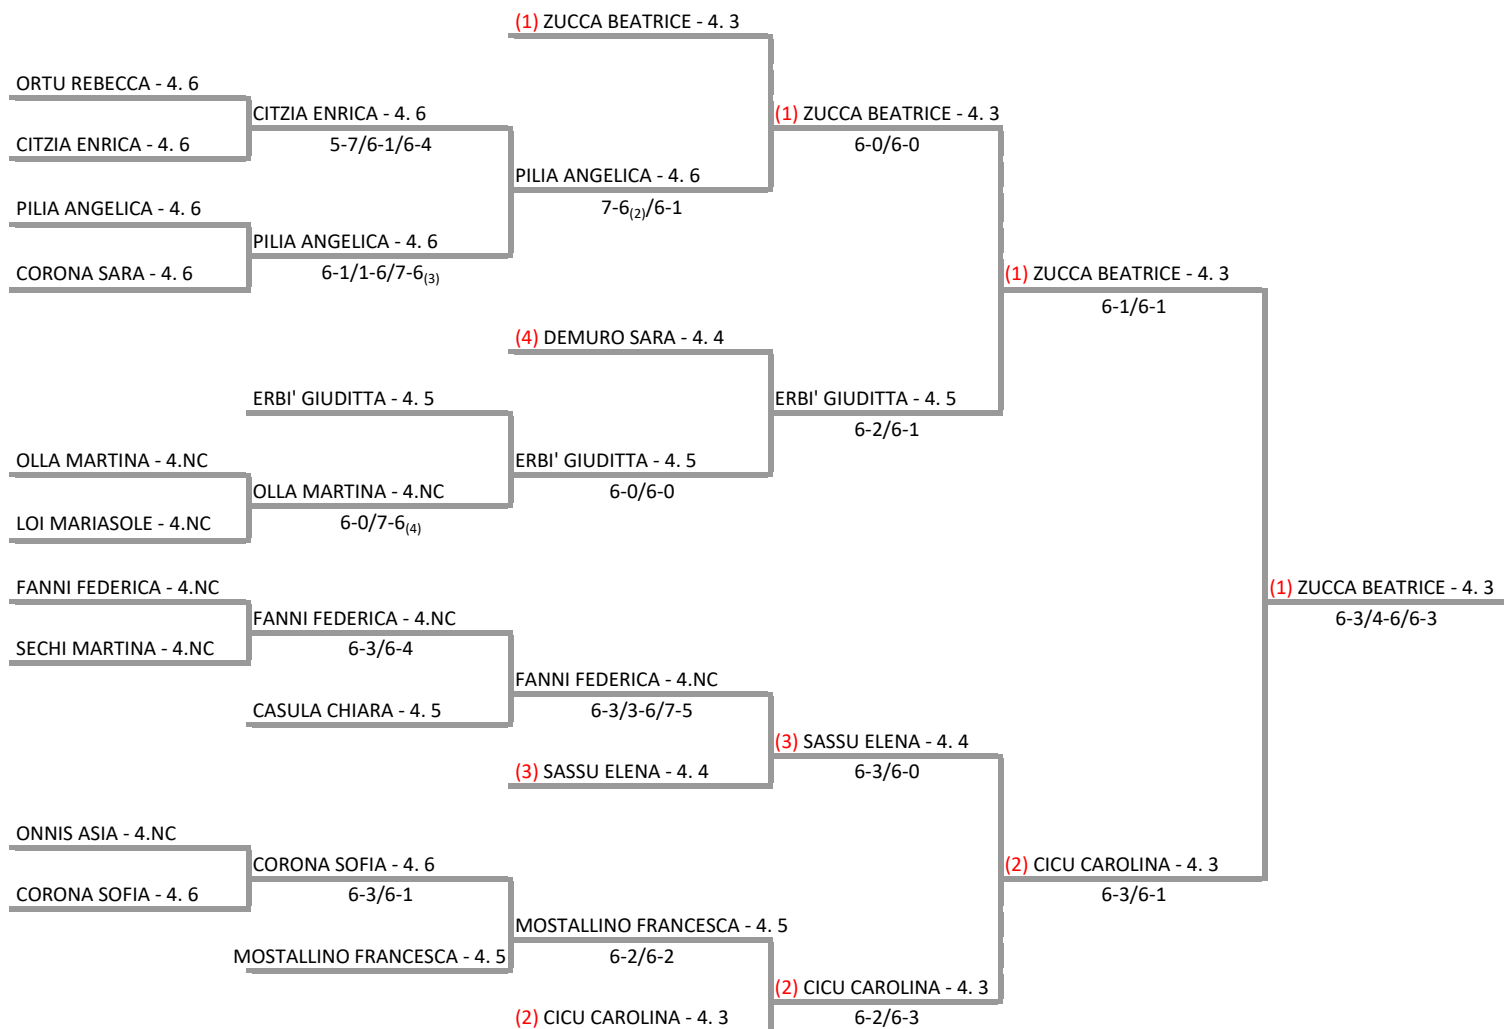 (1) ZUCCA BEATRICE - 4. 3
ORTU REBECCA - 4. 6
CITZIA ENRICA - 4. 6
(1) ZUCCA BEATRICE - 4. 3
CITZIA ENRICA - 4. 6
5-7/6-1/6-4
6-0/6-0
PILIA ANGELICA - 4. 6
PILIA ANGELICA - 4. 6
7-6(2)/6-1
PILIA ANGELICA - 4. 6
CORONA SARA - 4. 6
6-1/1-6/7-6(3)
(1) ZUCCA BEATRICE - 4. 3
6-1/6-1
(4) DEMURO SARA - 4. 4
ERBI' GIUDITTA - 4. 5
ERBI' GIUDITTA - 4. 5
6-2/6-1
OLLA MARTINA - 4.NC
ERBI' GIUDITTA - 4. 5
OLLA MARTINA - 4.NC
6-0/6-0
LOI MARIASOLE - 4.NC
6-0/7-6(4)
FANNI FEDERICA - 4.NC
(1) ZUCCA BEATRICE - 4. 3
FANNI FEDERICA - 4.NC
6-3/4-6/6-3
SECHI MARTINA - 4.NC
6-3/6-4
FANNI FEDERICA - 4.NC
CASULA CHIARA - 4. 5
6-3/3-6/7-5
(3) SASSU ELENA - 4. 4
(3) SASSU ELENA - 4. 4
6-3/6-0
ONNIS ASIA - 4.NC
CORONA SOFIA - 4. 6
(2) CICU CAROLINA - 4. 3
CORONA SOFIA - 4. 6
6-3/6-1
6-3/6-1
MOSTALLINO FRANCESCA - 4. 5
MOSTALLINO FRANCESCA - 4. 5
6-2/6-2
(2) CICU CAROLINA - 4. 3
(2) CICU CAROLINA - 4. 3
6-2/6-3